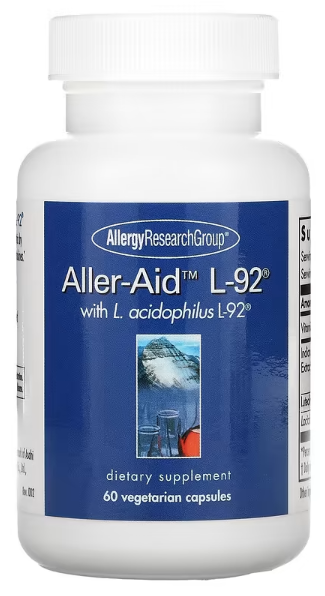 AllergyResearchGroup®
Aller-Aid™ L-92®
with L. acidophilus L-92®
dietary supplement
60 vegetarian capsules